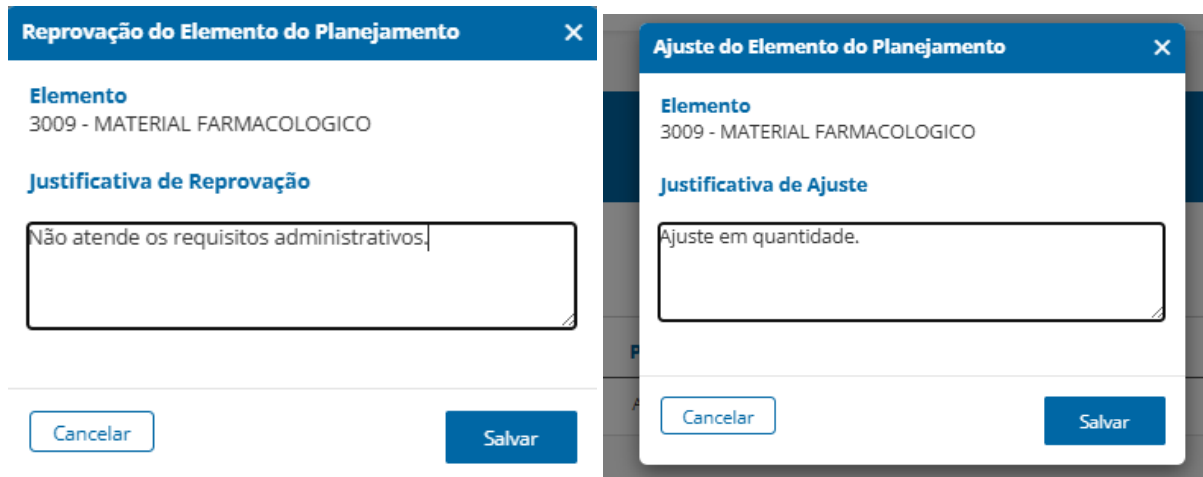 Reprovação do Elemento do Planejamento
Elemento
3009 - MATERIAL FARMACOLOGICO
Justificativa de Reprovação
Não atende os requisitos administrativos.
Cancelar
Salvar
Ajuste do Elemento do Planejamento
Elemento
3009 - MATERIAL FARMACOLOGICO
Justificativa de Ajuste
Ajuste em quantidade.
Cancelar
Salvar